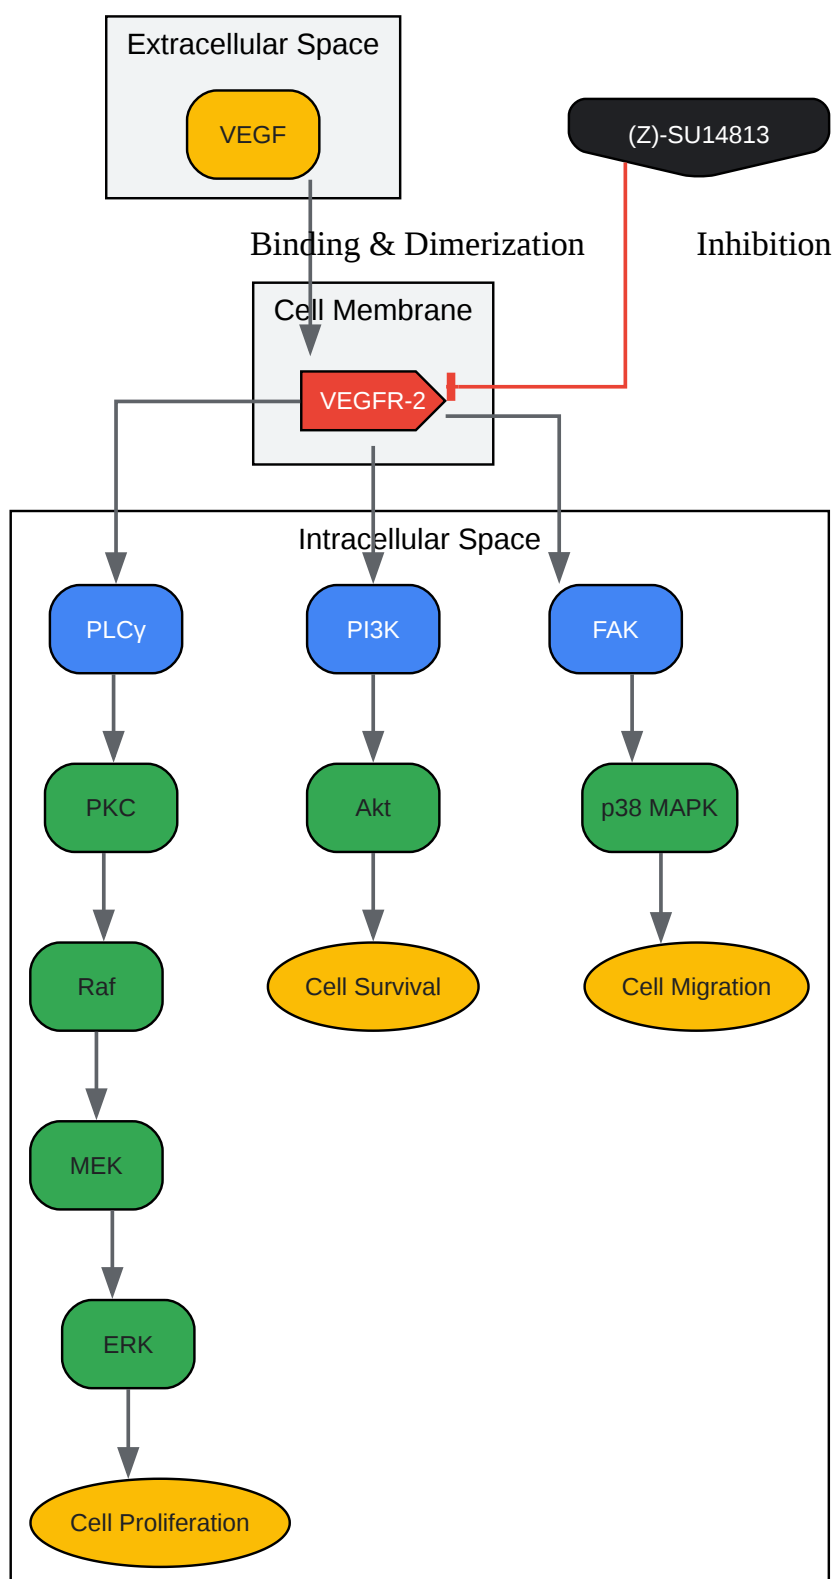 Extracellular Space
VEGF
(Z)-SU14813
Binding & Dimerization
Inhibition
Cell Membrane
VEGFR-2
Intracellular Space
PLCγ
PI3K
FAK
PKC
Akt
p38 MAPK
Raf
Cell Survival
Cell Migration
MEK
ERK
Cell Proliferation